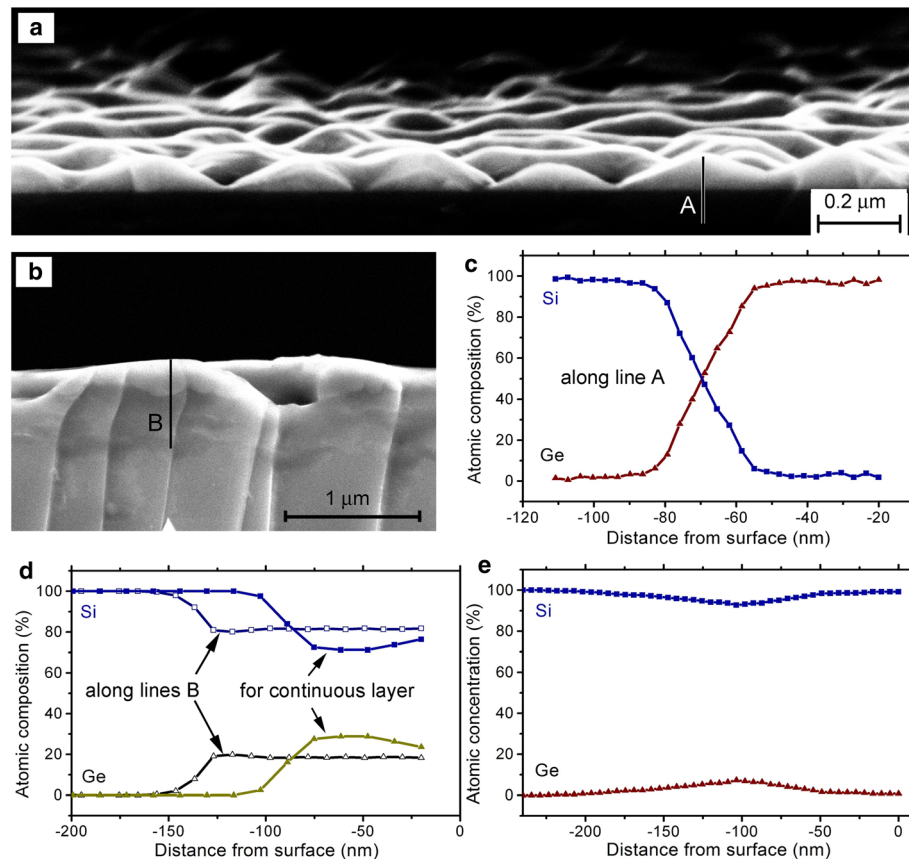 a
A
0.2 μm
b
B
1 μm
c
Atomic composition (%)
100
80
60
40
20
0
Si
along line A
Ge
-120 -100 -80 -60 -40 -20
Distance from surface (nm)
d
Atomic composition (%)
100
80
60
40
20
0
Si
along lines B
for continuous layer
Ge
-200 -150 -100 -50 0
Distance from surface (nm)
e
Atomic concentration (%)
100
80
60
40
20
0
Si
Ge
-200 -150 -100 -50 0
Distance from surface (nm)